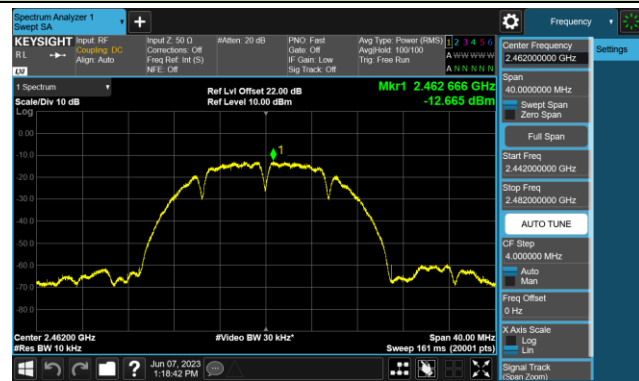 Spectrum Analyzer 1
Swept SA
Frequency
KEYSIGHT
RL
Input: RF
Coupling: DC
Align: Auto
Input Z: 50 Ω
Corrections: Off
Freq Ref: Int (S)
NFE: Off
#Atten: 20 dB
PNO: Fast
Gate: Off
IF Gain: Low
Sig Track: Off
Avg Type: Power (RMS)
Avg|Hold: 100/100
Trig: Free Run
1 2 3 4 5 6
A W W W W W
A N N N N N
LXI
1 Spectrum
Scale/Div 10 dB
Log
Ref Lvl Offset 22.00 dB
Ref Level 10.00 dBm
Mkr1 2.462 666 GHz
-12.665 dBm
1
0.00
-10.0
-20.0
-30.0
-40.0
-50.0
-60.0
-70.0
-80.0
Center 2.46200 GHz
#Res BW 10 kHz
#Video BW 30 kHz*
Span 40.00 MHz
Sweep 161 ms (20001 pts)
Jun 07, 2023
1:18:42 PM
Center Frequency
2.462000000 GHz
Settings
Span
40.0000000 MHz
Swept Span
Zero Span
Full Span
Start Freq
2.442000000 GHz
Stop Freq
2.482000000 GHz
AUTO TUNE
CF Step
4.000000 MHz
Auto
Man
Freq Offset
0 Hz
X Axis Scale
Log
Lin
Signal Track
(Span Zoom)